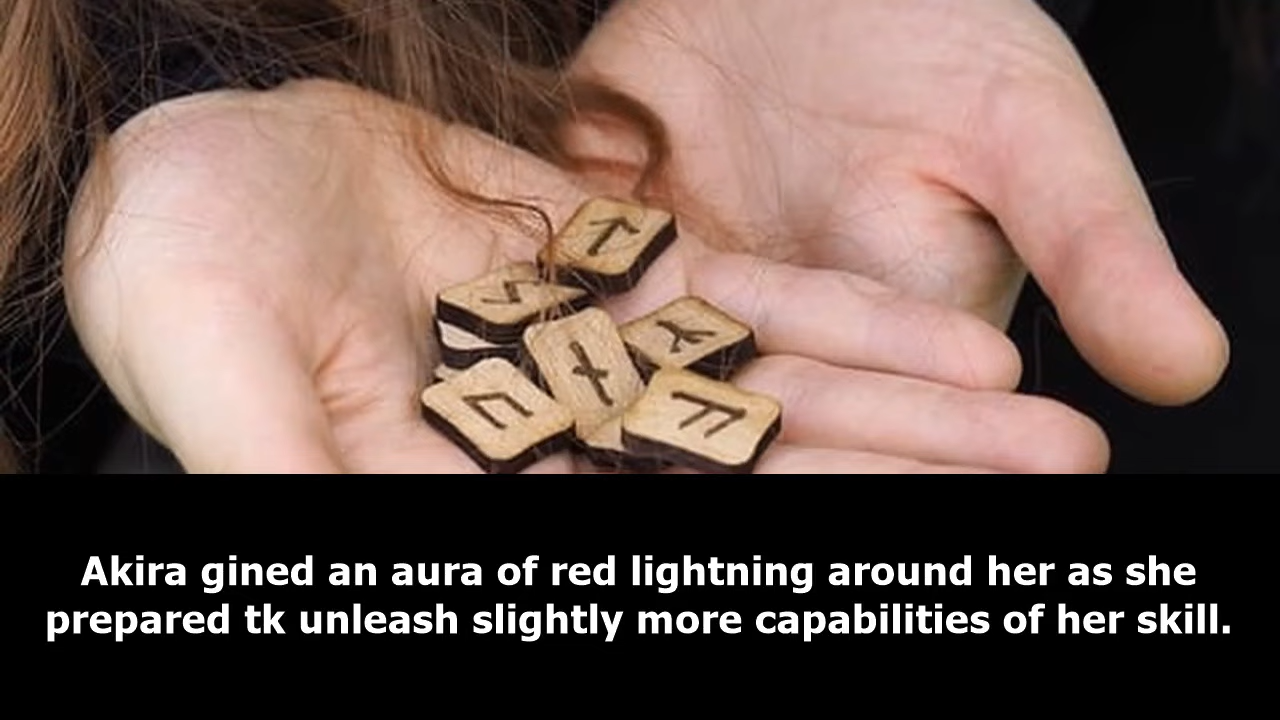 Akira gined an aura of red lightning around her as she
prepared tk unleash slightly more capabilities of her skill.